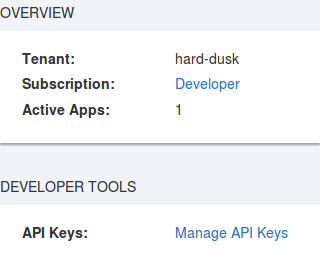 OVERVIEW
Tenant: hard-dusk
Subscription: Developer
Active Apps: 1
DEVELOPER TOOLS
API Keys: Manage API Keys